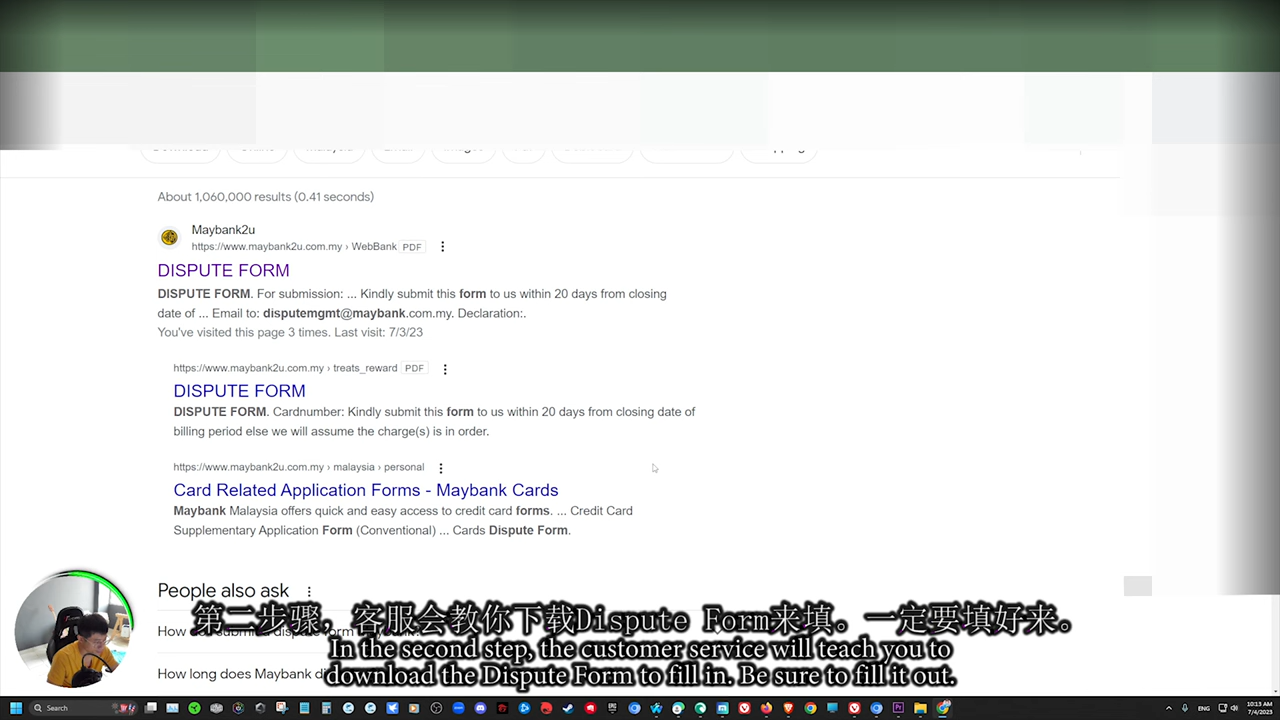 About 1,060,000 results (0.41 seconds)
Maybank2u
https://www.maybank2u.com.my › WebBank PDF
DISPUTE FORM
DISPUTE FORM. For submission: ... Kindly submit this form to us within 20 days from closing
date of ... Email to: disputemgmt@maybank.com.my. Declaration:.
You've visited this page 3 times. Last visit: 7/3/23
https://www.maybank2u.com.my › treats_reward PDF
DISPUTE FORM
DISPUTE FORM. Cardnumber: Kindly submit this form to us within 20 days from closing date of
billing period else we will assume the charge(s) is in order.
https://www.maybank2u.com.my › malaysia › personal
Card Related Application Forms - Maybank Cards
Maybank Malaysia offers quick and easy access to credit card forms. ... Credit Card
Supplementary Application Form (Conventional) ... Cards Dispute Form.
People also ask
第二步骤，客服会教你下载Dispute Form来填。一定要填好来。
In the second step, the customer service will teach you to
download the Dispute Form to fill in. Be sure to fill it out.
How long does Maybank
Search
ENG
10:13 AM
7/4/2023